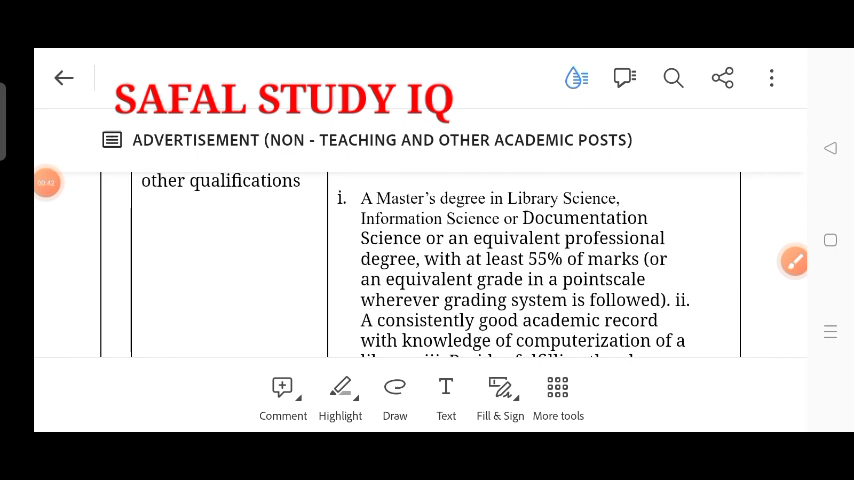 SAFAL STUDY IQ
ADVERTISEMENT (NON - TEACHING AND OTHER ACADEMIC POSTS)
other qualifications
00:42
i. A Master’s degree in Library Science,
Information Science or Documentation
Science or an equivalent professional
degree, with at least 55% of marks (or
an equivalent grade in a pointscale
wherever grading system is followed). ii.
A consistently good academic record
with knowledge of computerization of a
Comment Highlight Draw Text Fill & Sign More tools